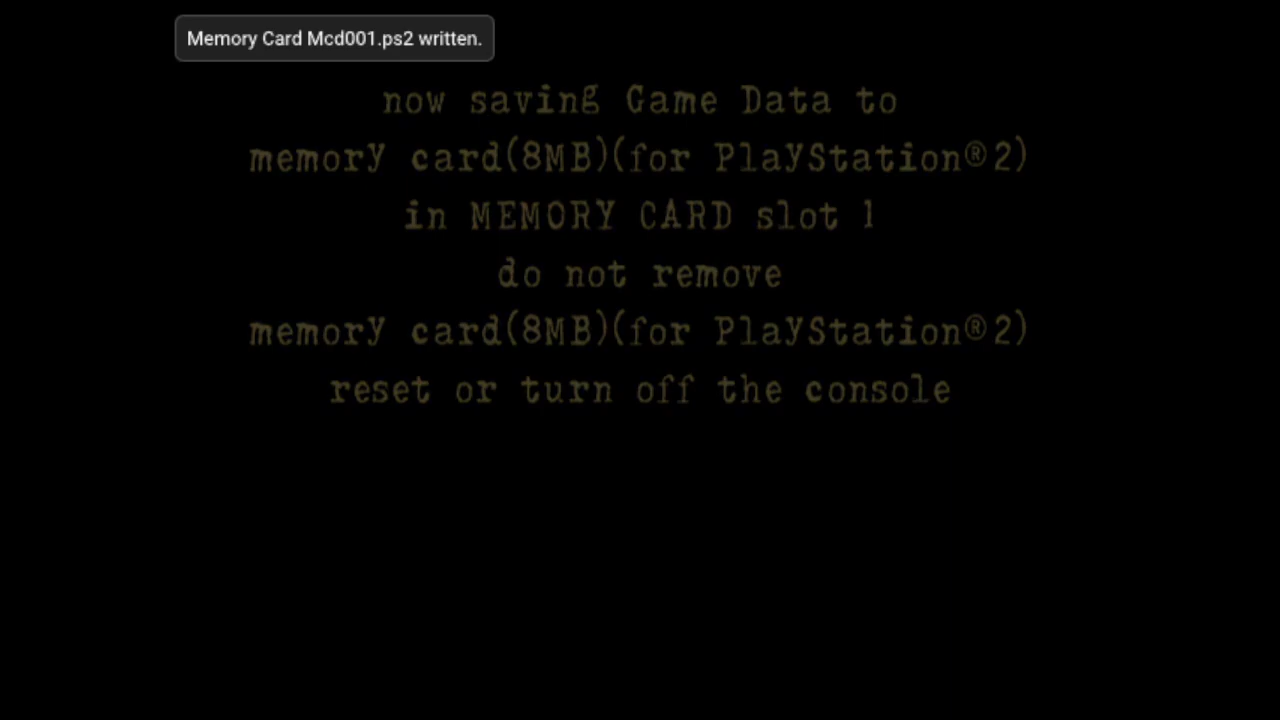 Memory Card Mcd001.ps2 written.
now saving Game Data to
memory card(8MB)(for PlayStation®2)
in MEMORY CARD slot 1
do not remove
memory card(8MB)(for PlayStation®2)
reset or turn off the console